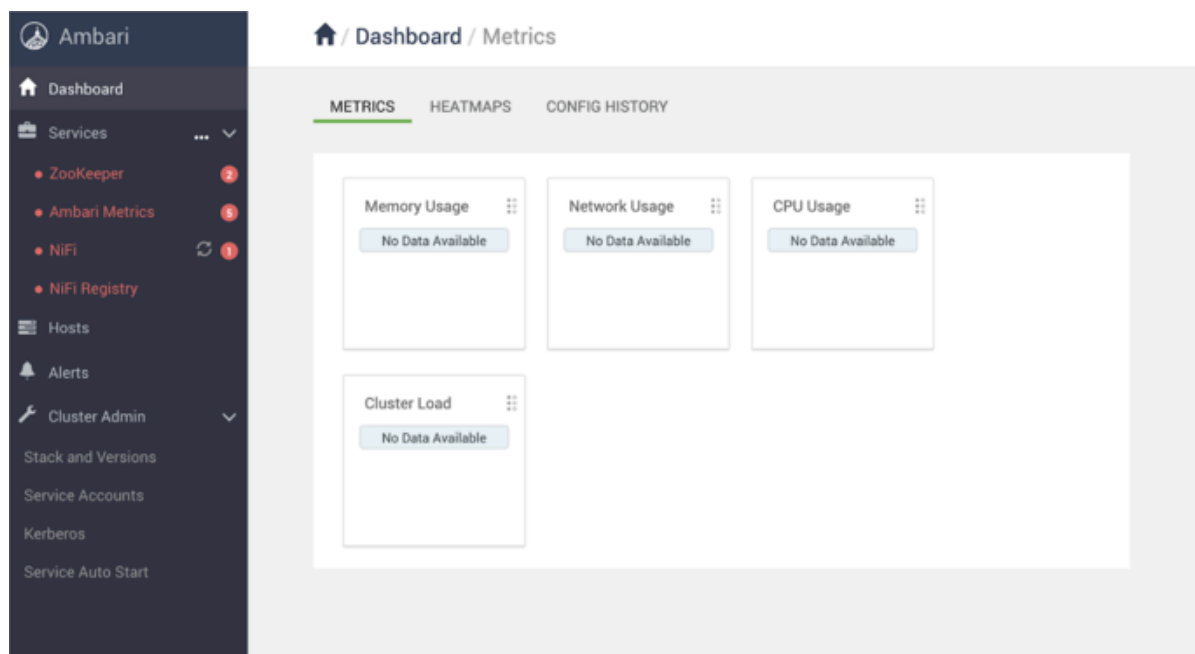 Ambari
/ Dashboard / Metrics
Dashboard
Services ...
ZooKeeper 2
Ambari Metrics 5
NiFi 1
NiFi Registry
Hosts
Alerts
Cluster Admin
Stack and Versions
Service Accounts
Kerberos
Service Auto Start
METRICS HEATMAPS CONFIG HISTORY
Memory Usage
No Data Available
Network Usage
No Data Available
CPU Usage
No Data Available
Cluster Load
No Data Available